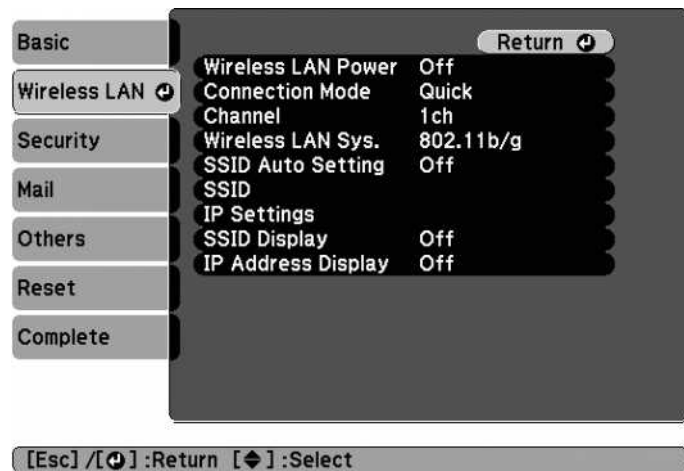 Basic
Wireless LAN
Security
Mail
Others
Reset
Complete
Return
Wireless LAN Power Off
Connection Mode Quick
Channel 1ch
Wireless LAN Sys. 802.11b/g
SSID Auto Setting Off
SSID
IP Settings
SSID Display Off
IP Address Display Off
[Esc] /[⏎] :Return [◆] :Select